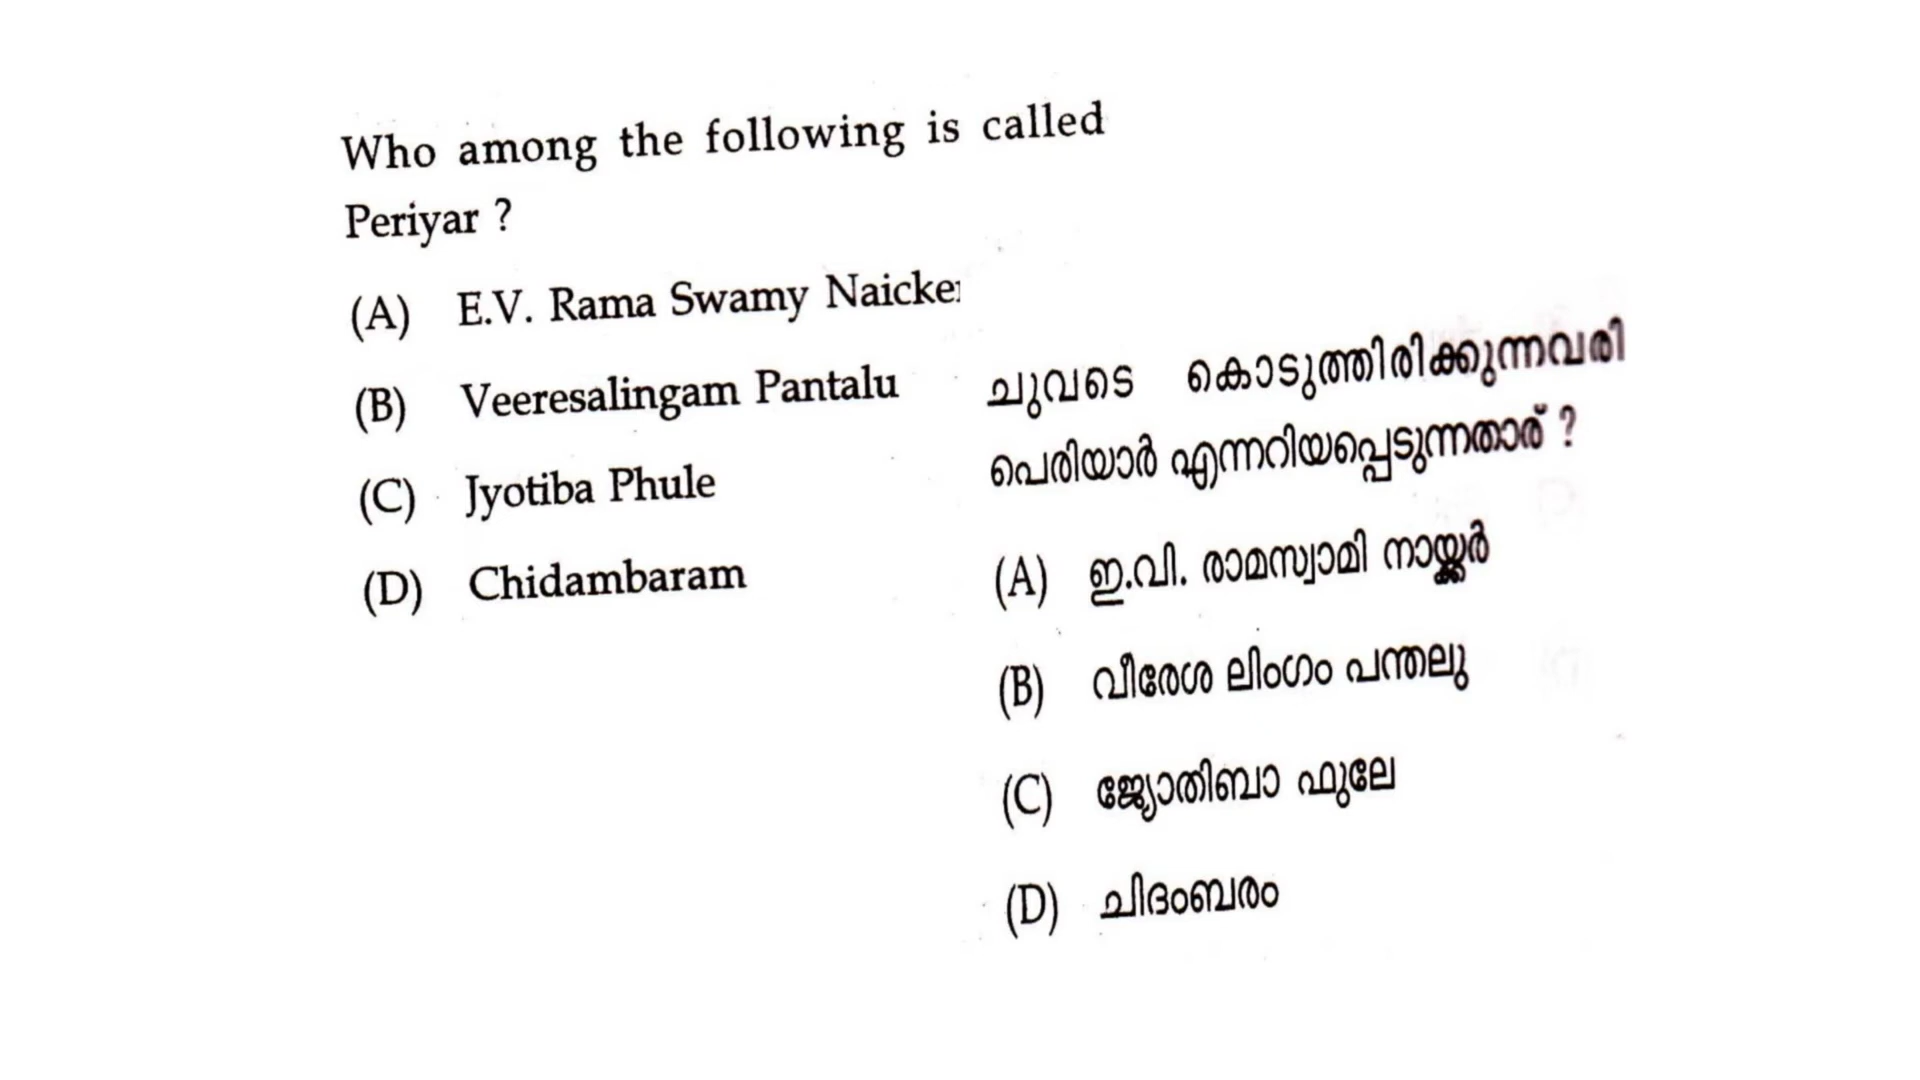 Who among the following is called
Periyar ?
(A) E.V. Rama Swamy Naicker
(B) Veeresalingam Pantalu
(C) Jyotiba Phule
(D) Chidambaram
ചുവടെ കൊടുത്തിരിക്കുന്നവരി
പെരിയാർ എന്നറിയപ്പെടുന്നതാര് ?
(A) ഇ.വി. രാമസ്വാമി നായ്ക്കർ
(B) വീരേശ ലിംഗം പന്തലു
(C) ജ്യോതിബാ ഫുലേ
(D) ചിദംബരം